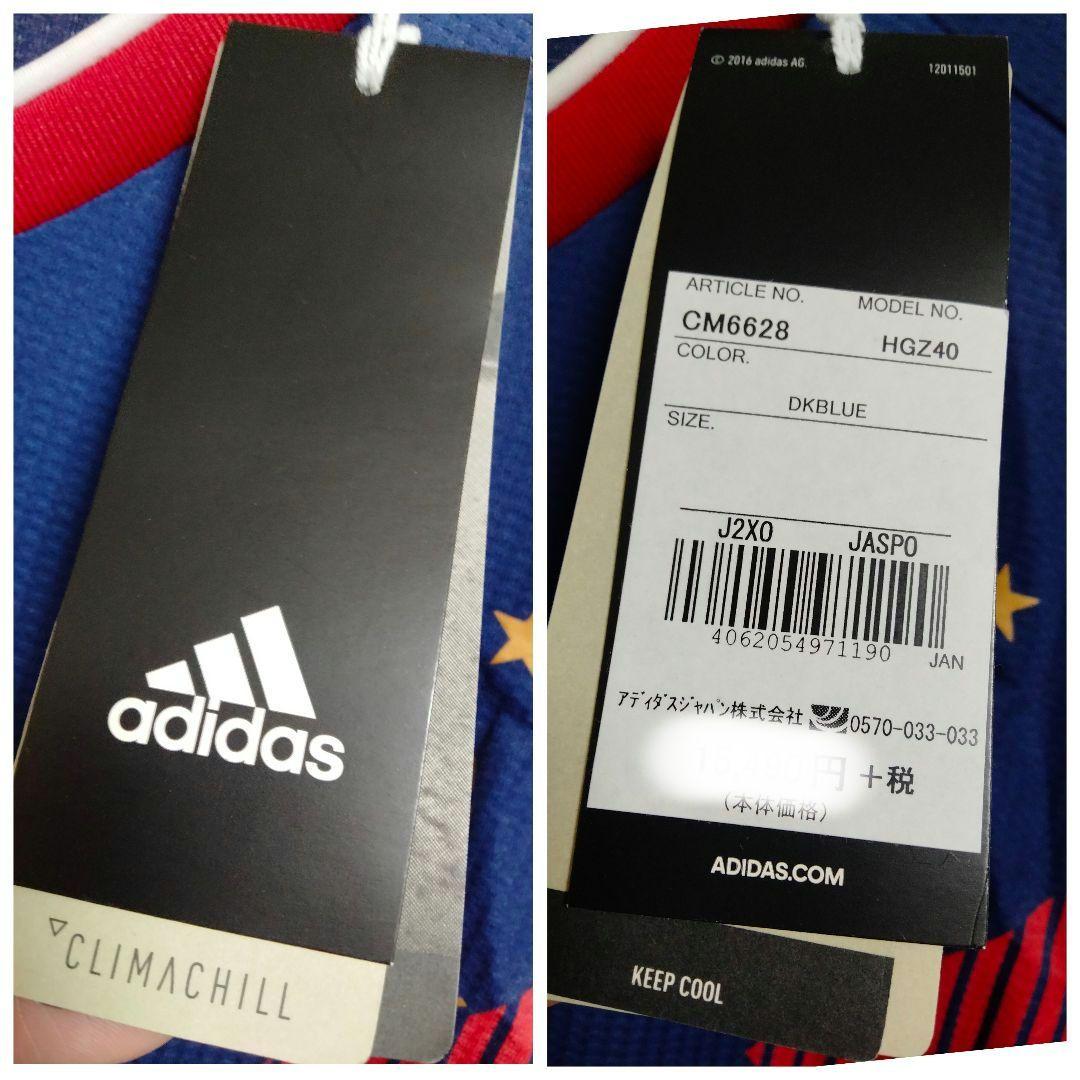 adidas
CLIMACHILL
© 2016 adidas AG. 12011501
ARTICLE NO. MODEL NO.
CM6628 HGZ40
COLOR.
DKBLUE
SIZE.
J2XO JASPO
4062054971190 JAN
アディダスジャパン株式会社 0570-033-033
円+税
(本体価格)
ADIDAS.COM
KEEP COOL